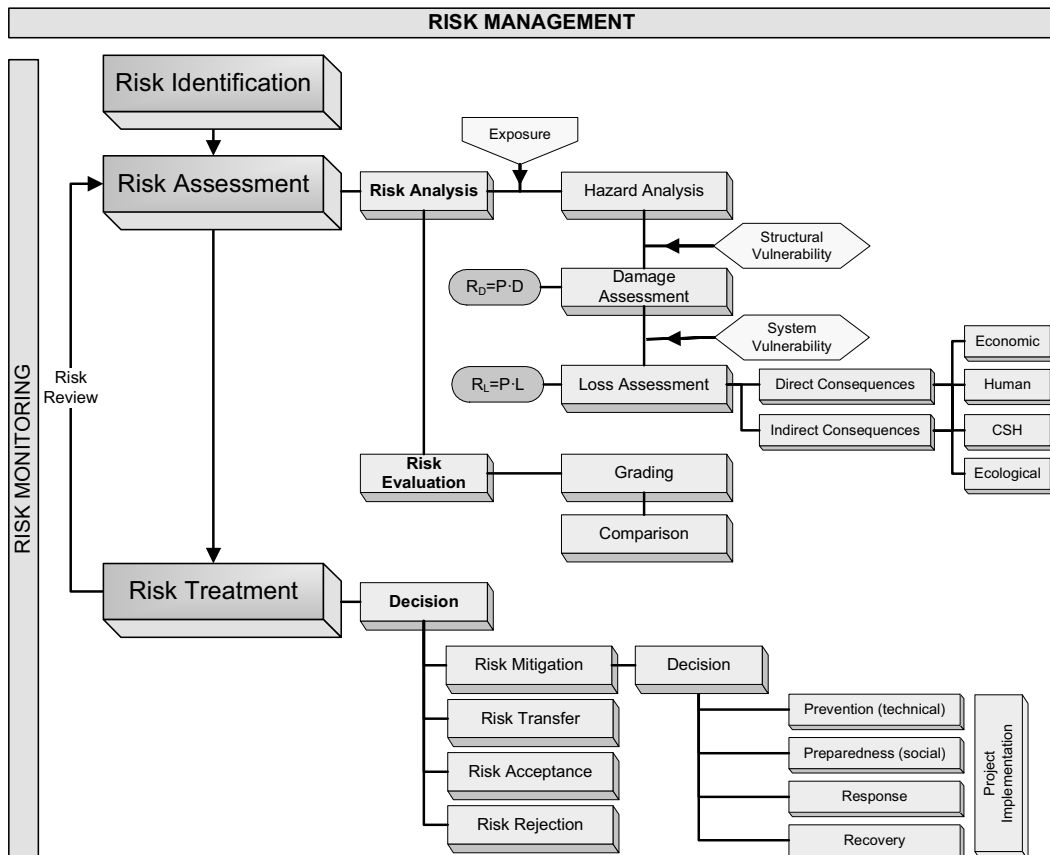 RISK MANAGEMENT
RISK MONITORING
Risk Identification
Exposure
Risk Assessment
Risk Analysis
Hazard Analysis
Structural
Vulnerability
R_D=P·D
Damage
Assessment
System
Vulnerability
Risk
Review
R_L=P·L
Loss Assessment
Direct Consequences
Indirect Consequences
Economic
Human
CSH
Ecological
Risk
Evaluation
Grading
Comparison
Risk Treatment
Decision
Risk Mitigation
Decision
Risk Transfer
Risk Acceptance
Risk Rejection
Prevention (technical)
Preparedness (social)
Response
Recovery
Project
Implementation